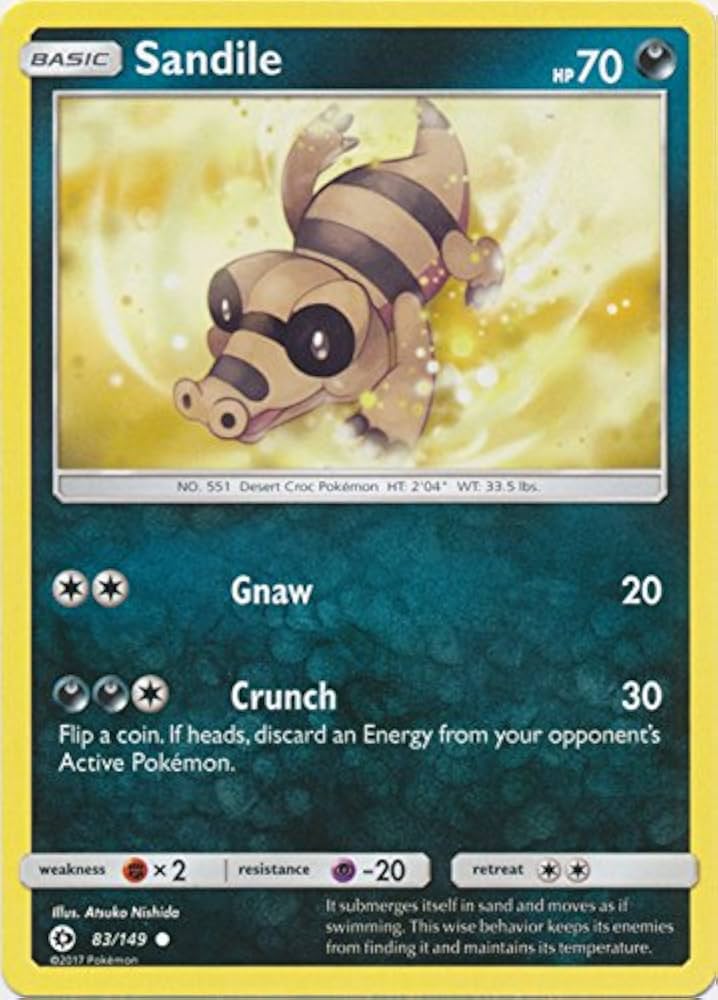 BASIC Sandile HP 70
NO. 551 Desert Croc Pokémon HT: 2'04" WT: 33.5 lbs.
Gnaw 20
Crunch 30
Flip a coin. If heads, discard an Energy from your opponent's
Active Pokémon.
weakness ×2 resistance -20 retreat
Illus. Atsuko Nishida
83/149
©2017 Pokémon
It submerges itself in sand and moves as if
swimming. This wise behavior keeps its enemies
from finding it and maintains its temperature.